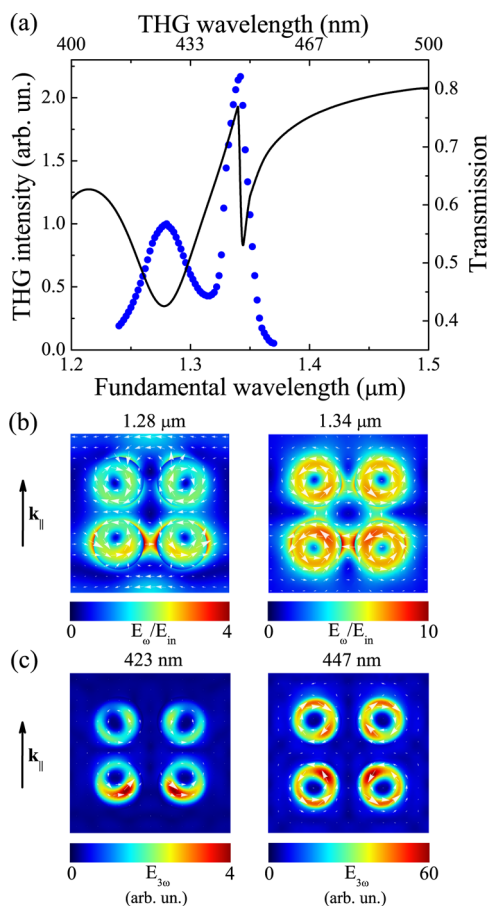 (a)
THG wavelength (nm)
400 433 467 500
THG intensity (arb. un.)
2.0
1.5
1.0
0.5
0.0
0.8
0.7
0.6
0.5
0.4
Transmission
1.2 1.3 1.4 1.5
Fundamental wavelength (μm)
(b) 1.28 μm 1.34 μm
k∥
0 4 0 10
Eω/Ein Eω/Ein
(c) 423 nm 447 nm
k∥
0 4 0 60
E3ω E3ω
(arb. un.) (arb. un.)